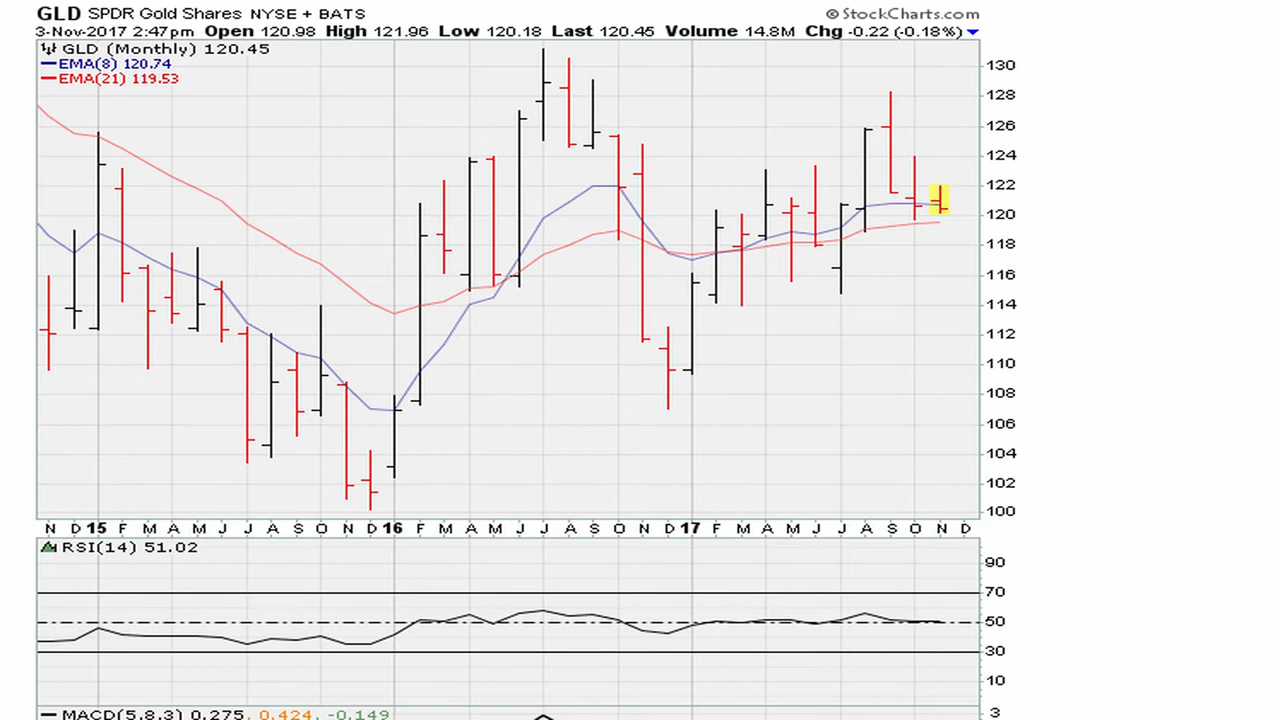 GLD SPDR Gold Shares NYSE + BATS © StockCharts.com
3-Nov-2017 2:47pm Open 120.98 High 121.96 Low 120.18 Last 120.45 Volume 14.8M Chg -0.22 (-0.18%)
GLD (Monthly) 120.45
EMA(8) 120.74
EMA(21) 119.53
130
128
126
124
122
120
118
116
114
112
110
108
106
104
102
100
N D 15 F M A M J J A S O N D 16 F M A M J J A S O N D 17 F M A M J J A S O N D
RSI(14) 51.02
90
70
50
30
10
MACD(5,8,3) 0.275, 0.424, -0.149
3